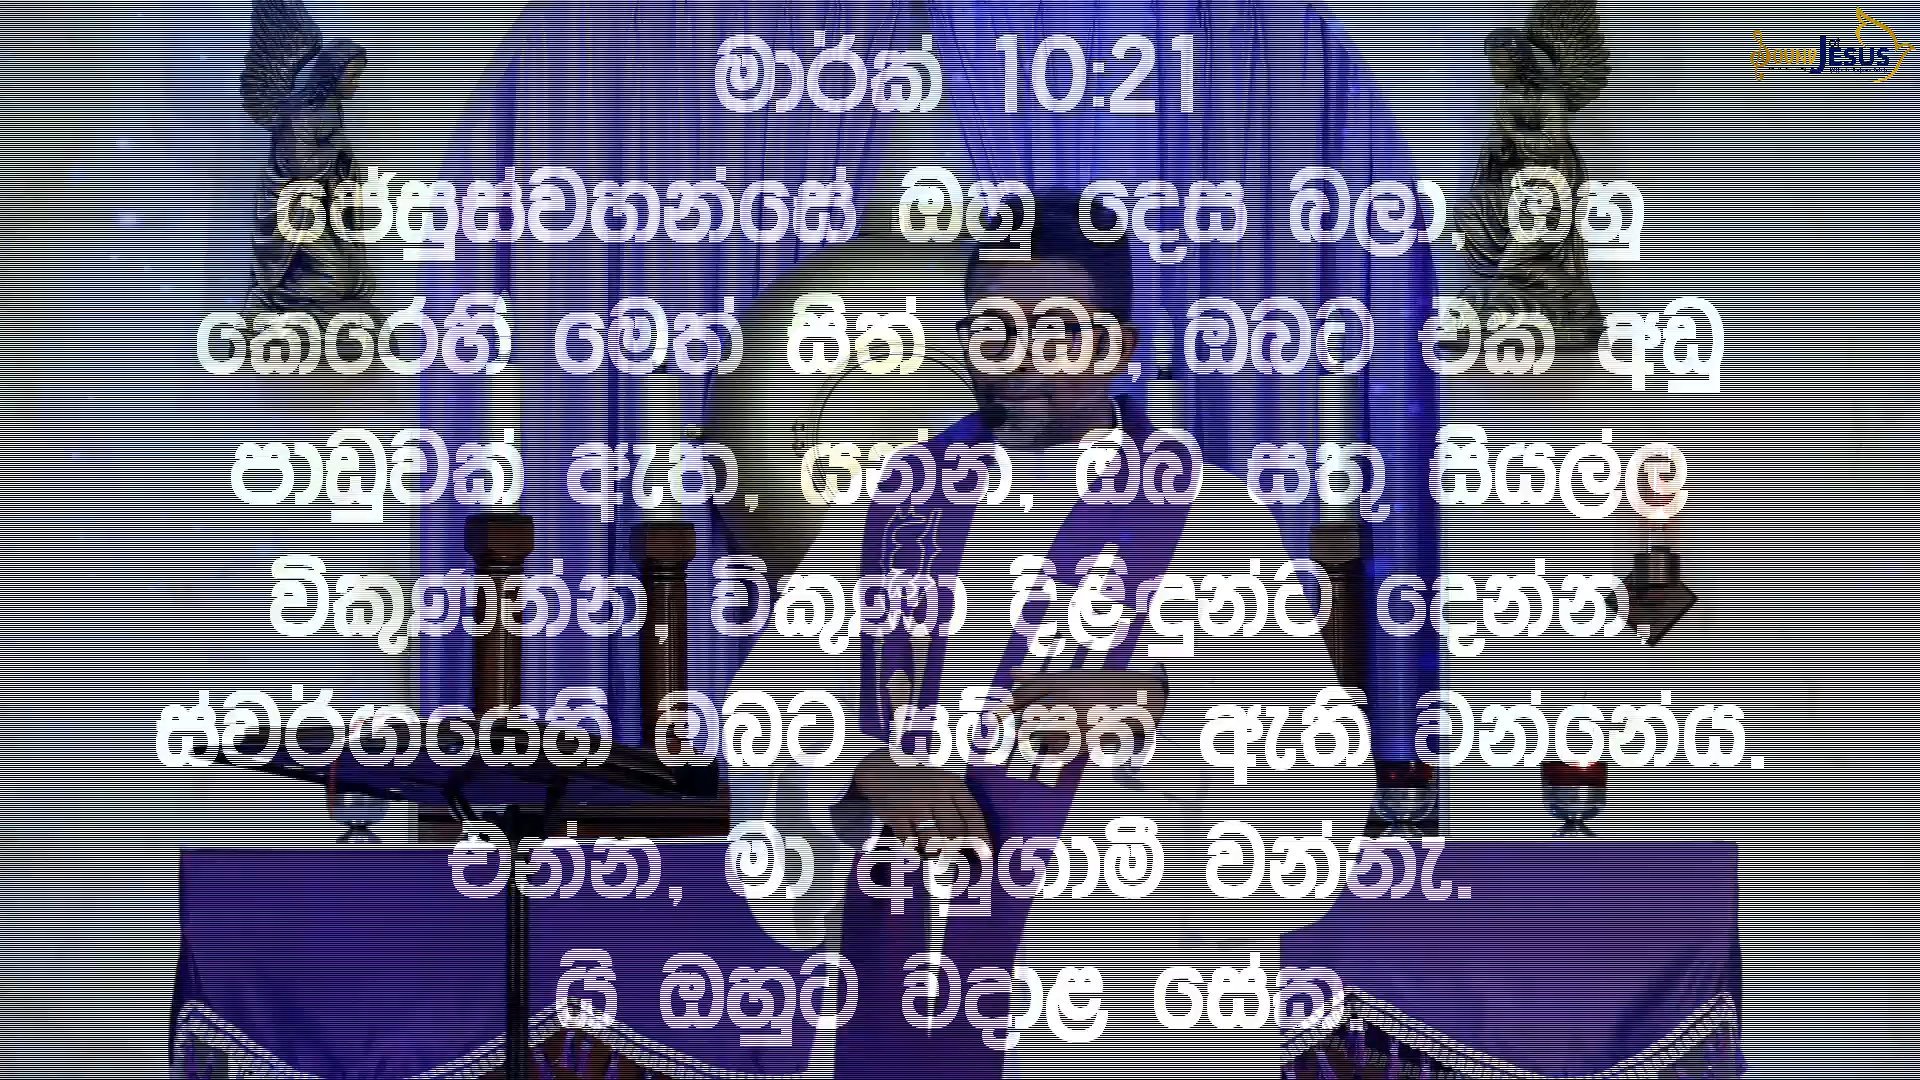 මාර්ක් 10:21
ජේසුස්වහන්සේ ඔහු දෙස බලා, ඔහු
කෙරෙහි මෙත් සිත් වඩා, ඔබට එක අඩු
පාඩුවක් ඇත, යන්න, ඔබ සතු සියල්ල
විකුණන්න, විකුණා දිළිඳුන්ට දෙන්න,
ස්වර්ගයෙහි ඔබට සම්පත් ඇති වන්නේය.
එන්න, මා අනුගාමී වන්නැ.
යි ඔහුට වදාළ සේක.
JESUS